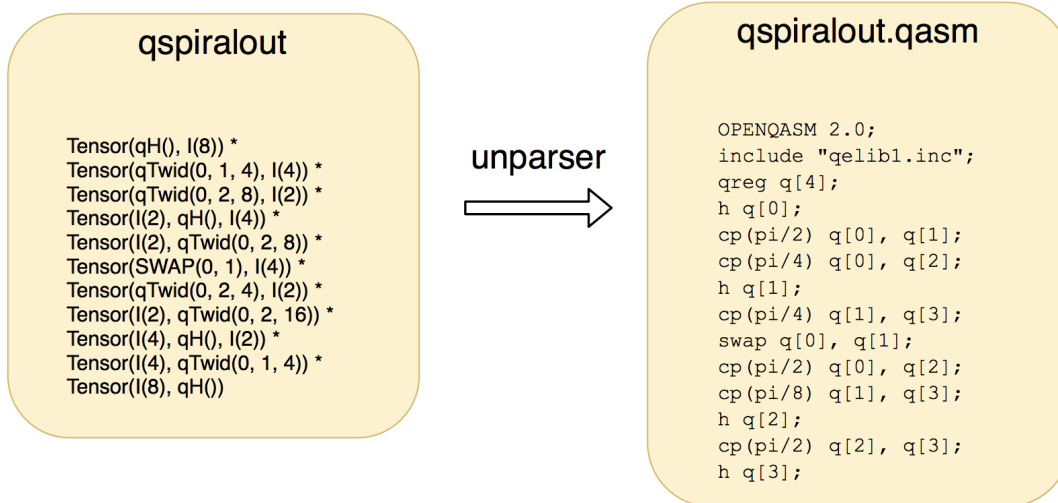 qspiralout
Tensor(qH(), I(8)) *
Tensor(qTwid(0, 1, 4), I(4)) *
Tensor(qTwid(0, 2, 8), I(2)) *
Tensor(I(2), qH(), I(4)) *
Tensor(I(2), qTwid(0, 2, 8)) *
Tensor(SWAP(0, 1), I(4)) *
Tensor(qTwid(0, 2, 4), I(2)) *
Tensor(I(2), qTwid(0, 2, 16)) *
Tensor(I(4), qH(), I(2)) *
Tensor(I(4), qTwid(0, 1, 4)) *
Tensor(I(8), qH())
unparser
qspiralout.qasm
OPENQASM 2.0;
include "qelib1.inc";
qreg q[4];
h q[0];
cp(pi/2) q[0], q[1];
cp(pi/4) q[0], q[2];
h q[1];
cp(pi/4) q[1], q[3];
swap q[0], q[1];
cp(pi/2) q[0], q[2];
cp(pi/8) q[1], q[3];
h q[2];
cp(pi/2) q[2], q[3];
h q[3];